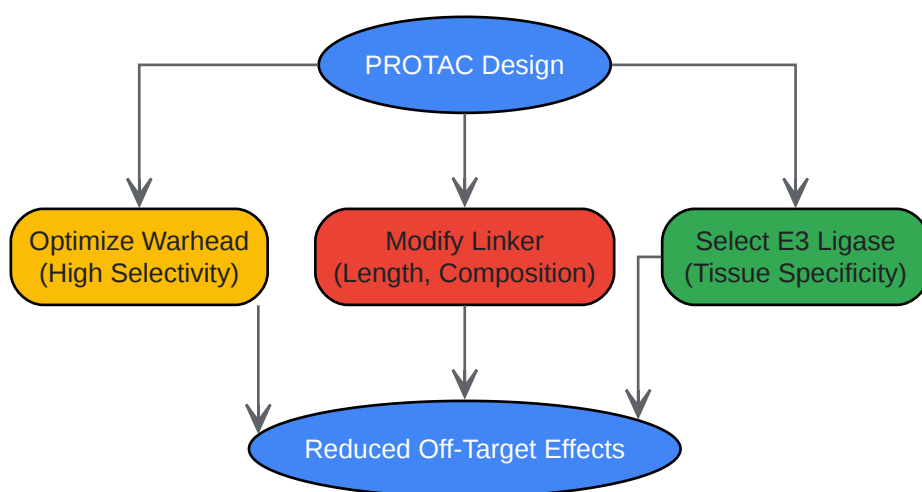 PROTAC Design
Optimize Warhead
(High Selectivity)
Modify Linker
(Length, Composition)
Select E3 Ligase
(Tissue Specificity)
Reduced Off-Target Effects